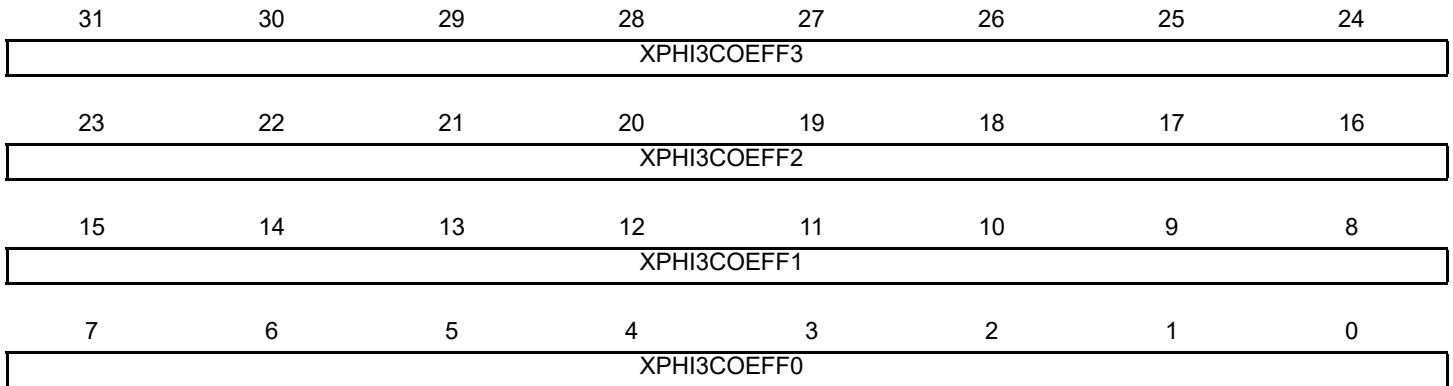 31 30 29 28 27 26 25 24
XPHI3COEFF3
23 22 21 20 19 18 17 16
XPHI3COEFF2
15 14 13 12 11 10 9 8
XPHI3COEFF1
7 6 5 4 3 2 1 0
XPHI3COEFF0